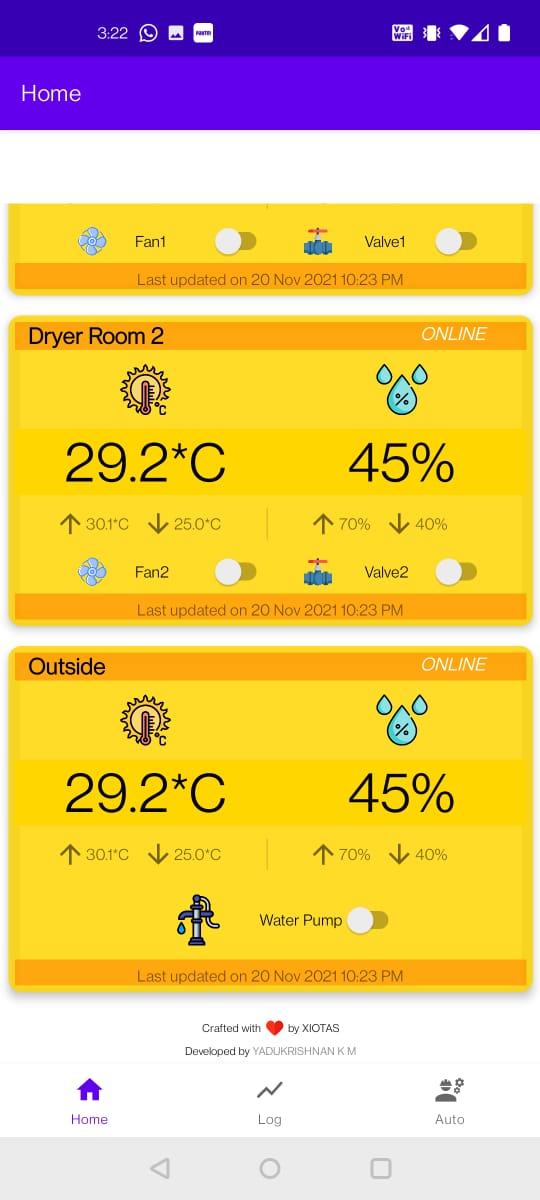 3:22 paytm Vo WiFi
Home
Fan1 Valve1
Last updated on 20 Nov 2021 10:23 PM
Dryer Room 2 ONLINE
°C %
29.2*C 45%
30.1*C 25.0*C 70% 40%
Fan2 Valve2
Last updated on 20 Nov 2021 10:23 PM
Outside ONLINE
°C %
29.2*C 45%
30.1*C 25.0*C 70% 40%
Water Pump
Last updated on 20 Nov 2021 10:23 PM
Crafted with by XIOTAS
Developed by YADUKRISHNAN K M
Home Log Auto